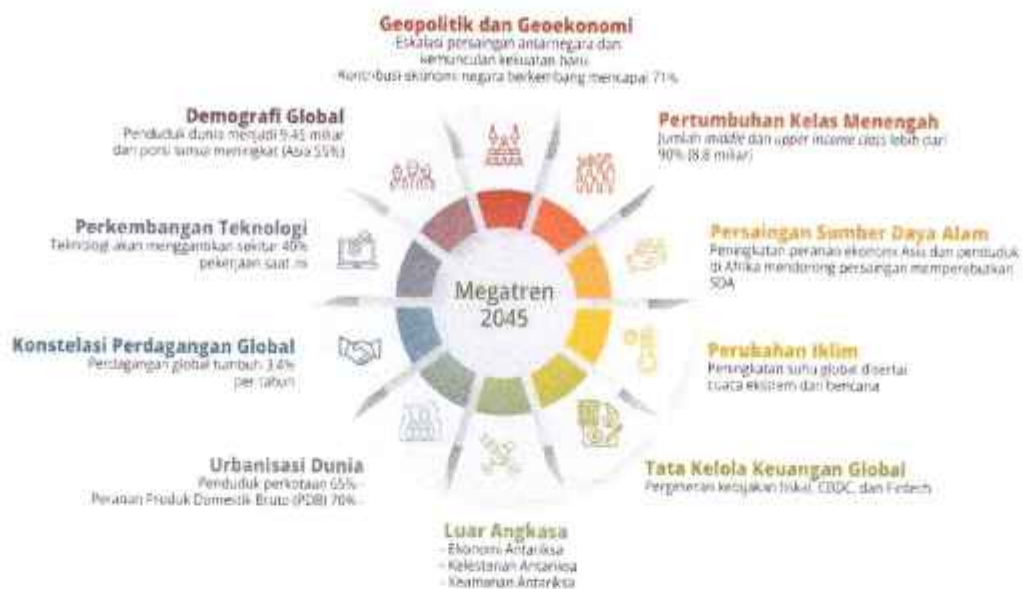 Geopolitik dan Geoekonomi
Eskalasi persaingan antarnegara dan
kemunculan kekuatan baru
Kontribusi ekonomi negara berkembang mencapai 71%
Demografi Global
Penduduk dunia menjadi 9.45 miliar
dan porsi lansia meningkat (Asia 55%)
Pertumbuhan Kelas Menengah
Jumlah middle dan upper income class lebih dari
90% (8.8 miliar)
Perkembangan Teknologi
Teknologi akan menggantikan sekitar 40%
pekerjaan saat ini
Persaingan Sumber Daya Alam
Peningkatan peranan ekonomi Asia dan penduduk
di Afrika mendorong persaingan memperebutkan
SDA
Megatren
2045
Konstelasi Perdagangan Global
Perdagangan global tumbuh 3.4%
per tahun
Perubahan Iklim
Peningkatan suhu global disertai
cuaca ekstrem dan bencana
Urbanisasi Dunia
Penduduk perkotaan 65%
Peranan Produk Domestik Bruto (PDB) 70%
Tata Kelola Keuangan Global
Pergeseran kebijakan fiskal, CBDC, dan Fintech
Luar Angkasa
- Ekonomi Antariksa
- Kelestarian Antariksa
- Keamanan Antariksa